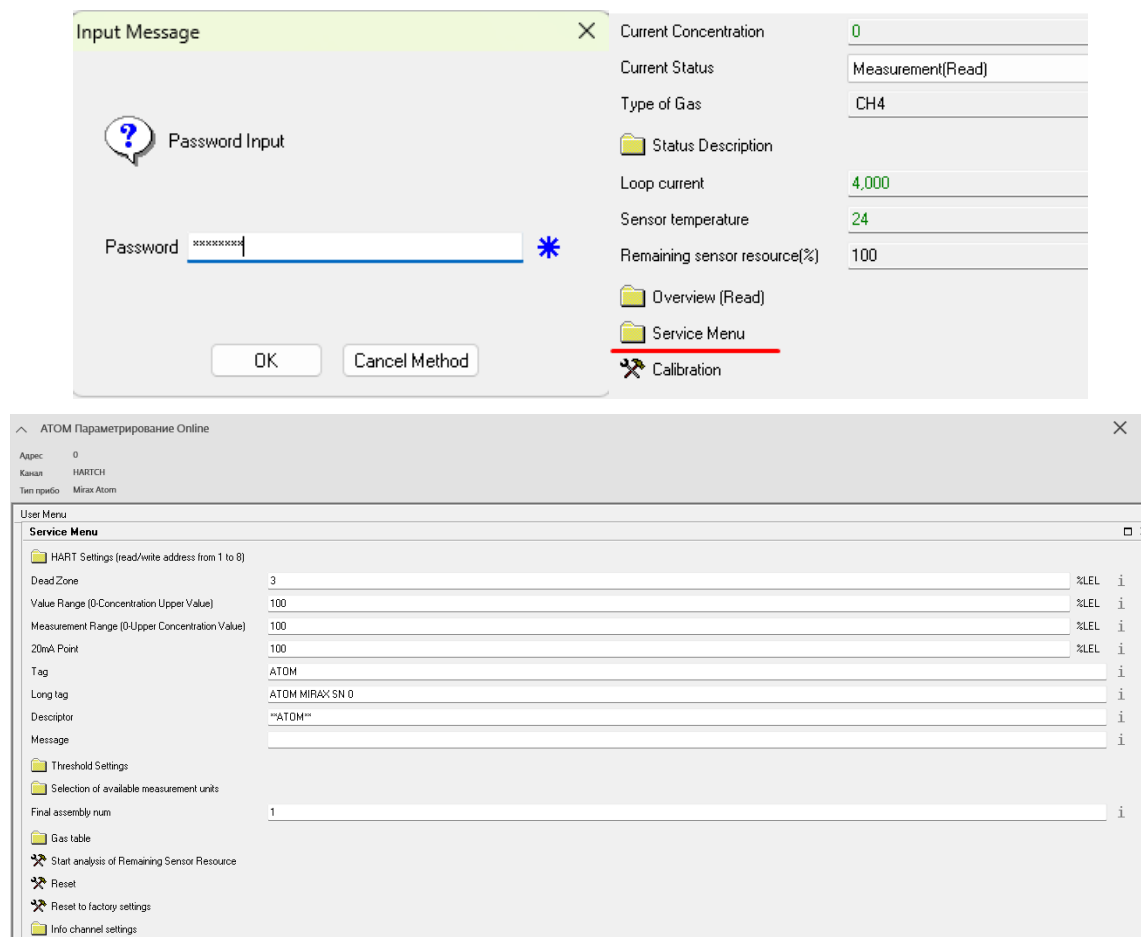 Input Message
Password Input
Password ********
OK Cancel Method
Current Concentration 0
Current Status Measurement(Read)
Type of Gas CH4
Status Description
Loop current 4,000
Sensor temperature 24
Remaining sensor resource(%) 100
Overview (Read)
Service Menu
Calibration
АТОМ Параметрирование Online
Адрес 0
Канал HARTCH
Тип прибо Mirax Atom
User Menu
Service Menu
HART Settings (read/write address from 1 to 8)
Dead Zone 3 %LEL i
Value Range (0-Concentration Upper Value) 100 %LEL i
Measurement Range (0-Upper Concentration Value) 100 %LEL i
20mA Point 100 %LEL i
Tag ATOM i
Long tag ATOM MIRAX SN 0 i
Descriptor **ATOM** i
Message i
Threshold Settings
Selection of available measurement units
Final assembly num 1 i
Gas table
Start analysis of Remaining Sensor Resource
Reset
Reset to factory settings
Info channel settings